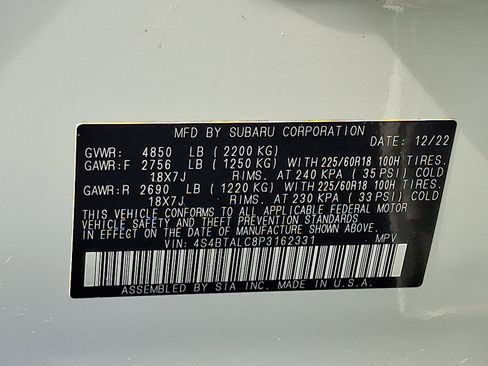 MFD BY SUBARU CORPORATION
DATE: 12/22
GVWR: 4850 LB (2200 KG)
GAWR:F 2756 LB (1250 KG) WITH 225/60R18 100H TIRES.
18X7J RIMS. AT 240 KPA (35 PSI) COLD
GAWR:R 2690 LB (1220 KG) WITH 225/60R18 100H TIRES.
18X7J RIMS. AT 230 KPA (33 PSI) COLD
THIS VEHICLE CONFORMS TO ALL APPLICABLE FEDERAL MOTOR
VEHICLE SAFETY AND THEFT PREVENTION STANDARDS
IN EFFECT ON THE DATE OF MANUFACTURE SHOWN ABOVE.
VIN: 4S4BTALC8P3162331 MPV
ASSEMBLED BY SIA INC. MADE IN U.S.A.